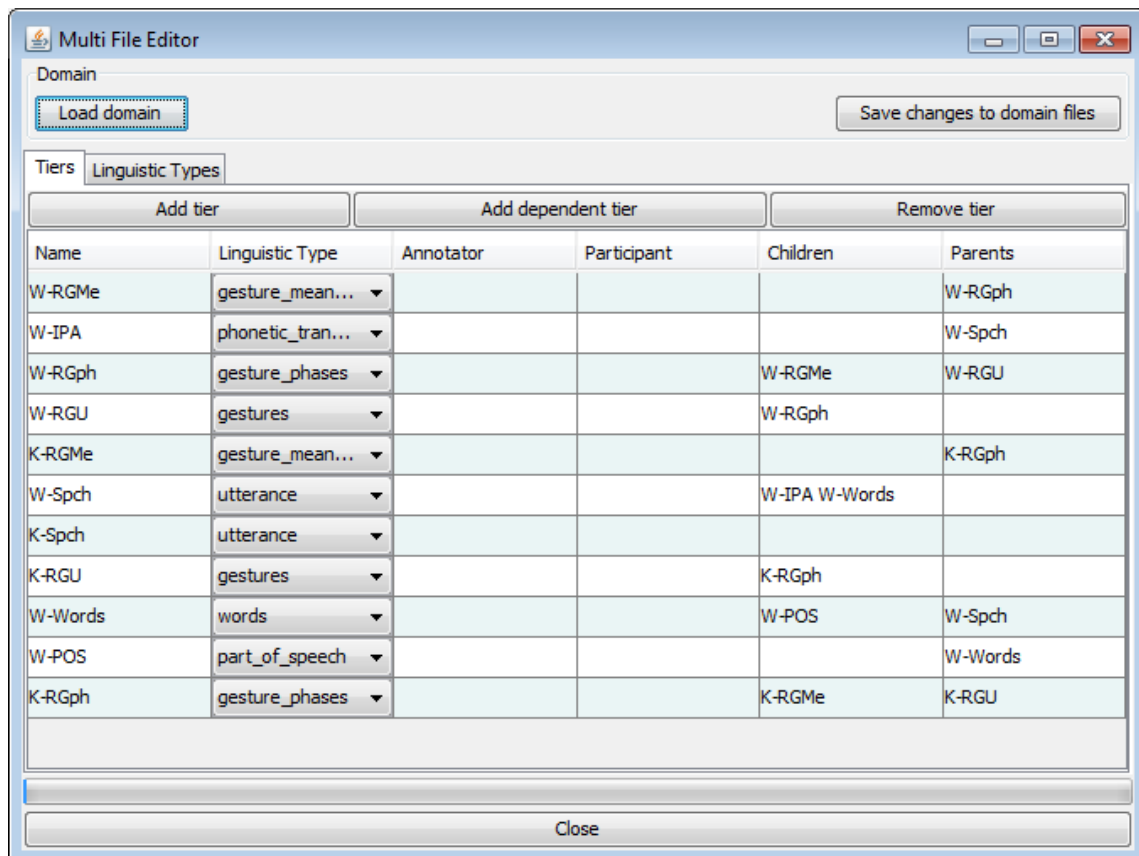 Multi File Editor
Domain
Load domain Save changes to domain files
Tiers Linguistic Types
Add tier Add dependent tier Remove tier
Name Linguistic Type Annotator Participant Children Parents
W-RGMe gesture_mean... W-RGph
W-IPA phonetic_tran... W-Spch
W-RGph gesture_phases W-RGMe W-RGU
W-RGU gestures W-RGph
K-RGMe gesture_mean... K-RGph
W-Spch utterance W-IPA W-Words
K-Spch utterance
K-RGU gestures K-RGph
W-Words words W-POS W-Spch
W-POS part_of_speech W-Words
K-RGph gesture_phases K-RGMe K-RGU
Close